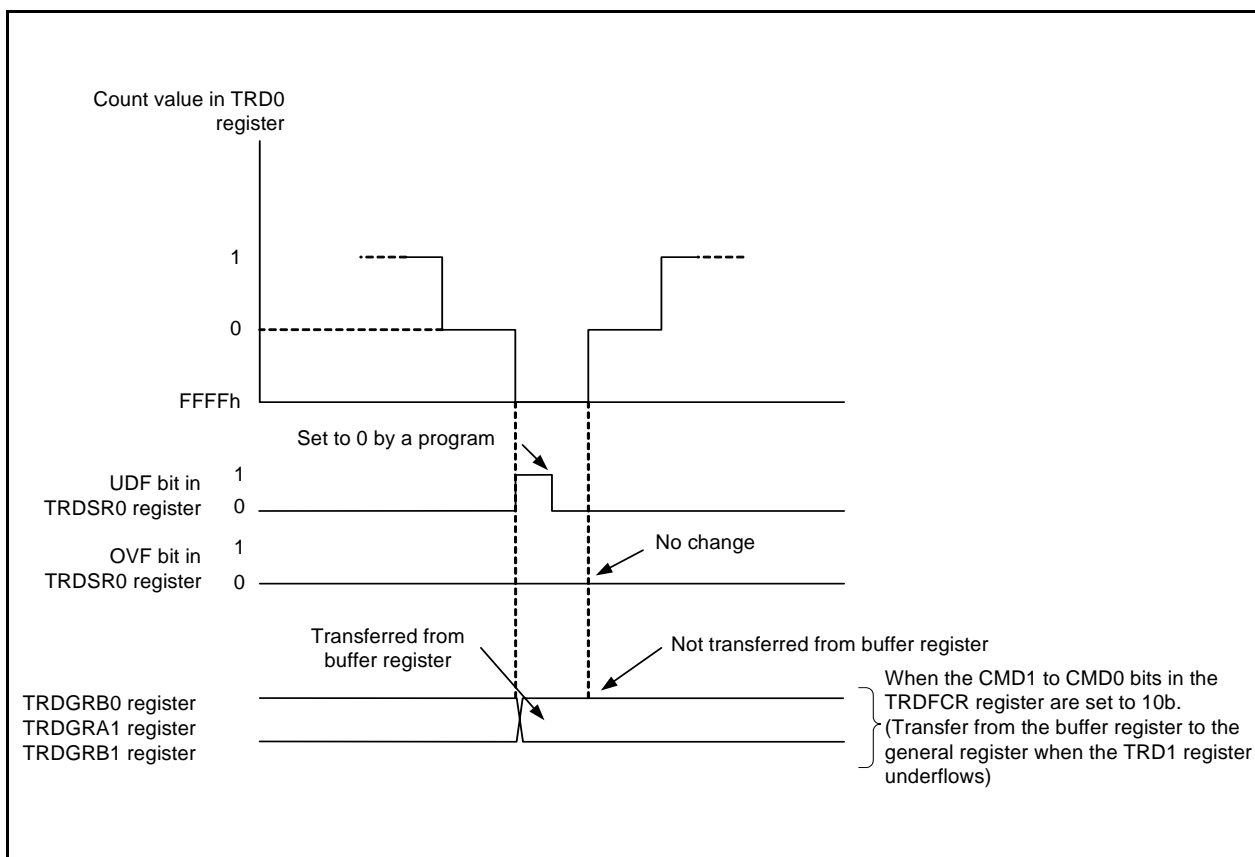 Count value in TRD0
register
1
0
FFFFh
Set to 0 by a program
UDF bit in
TRDSR0 register
1
0
No change
OVF bit in
TRDSR0 register
1
0
Transferred from
buffer register
Not transferred from buffer register
TRDGRB0 register
TRDGRA1 register
TRDGRB1 register
When the CMD1 to CMD0 bits in the
TRDFCR register are set to 10b.
(Transfer from the buffer register to the
general register when the TRD1 register
underflows)